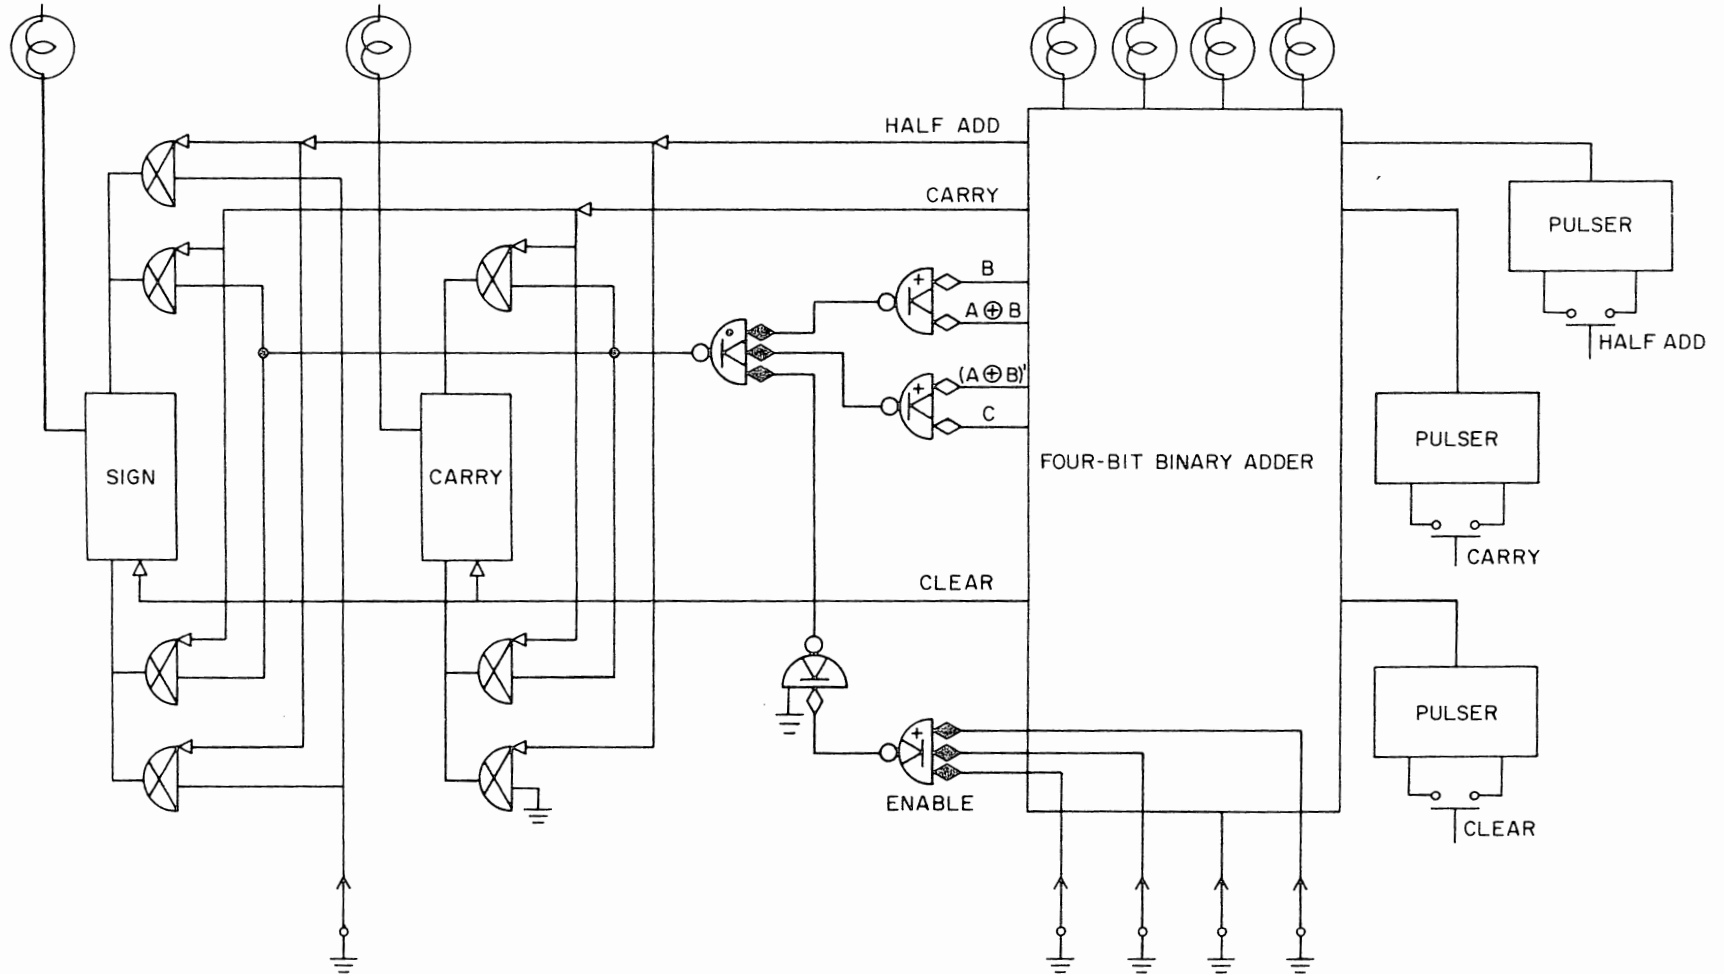 HALF ADD
CARRY
PULSER
B
A ⊕ B
HALF ADD
(A ⊕ B)'
C
PULSER
FOUR-BIT BINARY ADDER
SIGN
CARRY
CARRY
CLEAR
PULSER
ENABLE
CLEAR